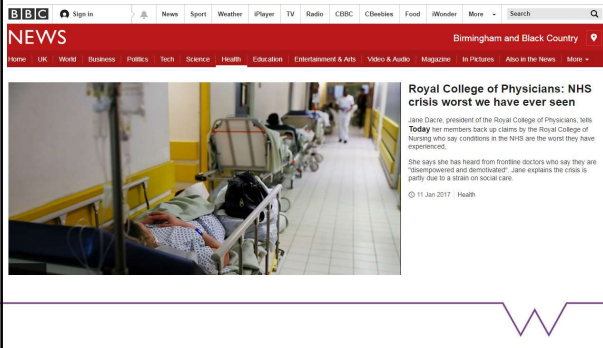 BBC Sign in News Sport Weather iPlayer TV Radio CBBC CBeebies Food iWonder More Search
NEWS
Birmingham and Black Country
Home UK World Business Politics Tech Science Health Education Entertainment & Arts Video & Audio Magazine In Pictures Also in the News More
Royal College of Physicians: NHS
crisis worst we have ever seen
Jane Dacre, president of the Royal College of Physicians, tells
Today her members back up claims by the Royal College of
Nursing who say conditions in the NHS are the worst they have
experienced.
She says she has heard from frontline doctors who say they are
"disempowered and demotivated". Jane explains the crisis is
partly due to a strain on social care.
11 Jan 2017 Health